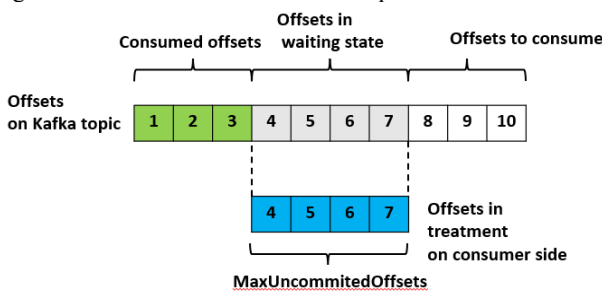 Offsets in
waiting state
Consumed offsets
Offsets to consume
Offsets
on Kafka topic
1 2 3 4 5 6 7 8 9 10
4 5 6 7
Offsets in
treatment
on consumer side
MaxUncommitedOffsets